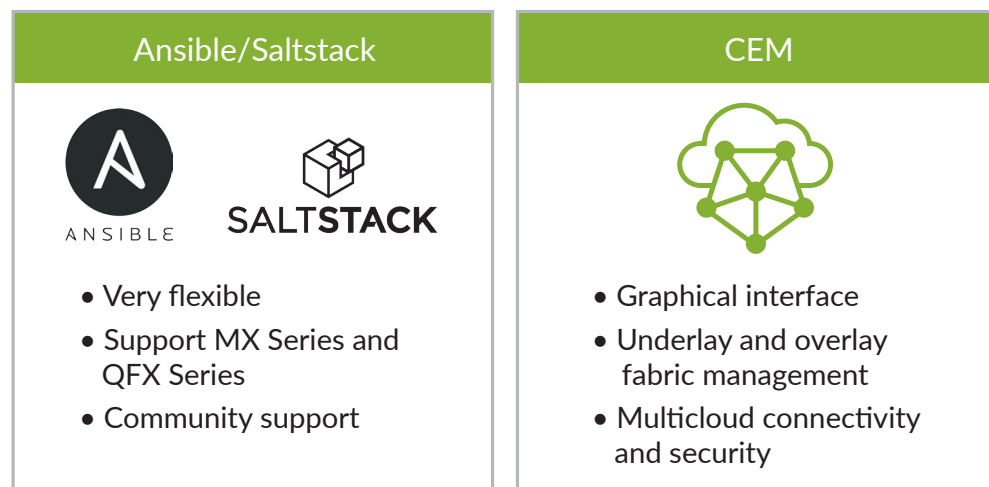 Ansible/Saltstack
ANSIBLE
SALTSTACK
• Very flexible
• Support MX Series and
QFX Series
• Community support
CEM
• Graphical interface
• Underlay and overlay
fabric management
• Multicloud connectivity
and security